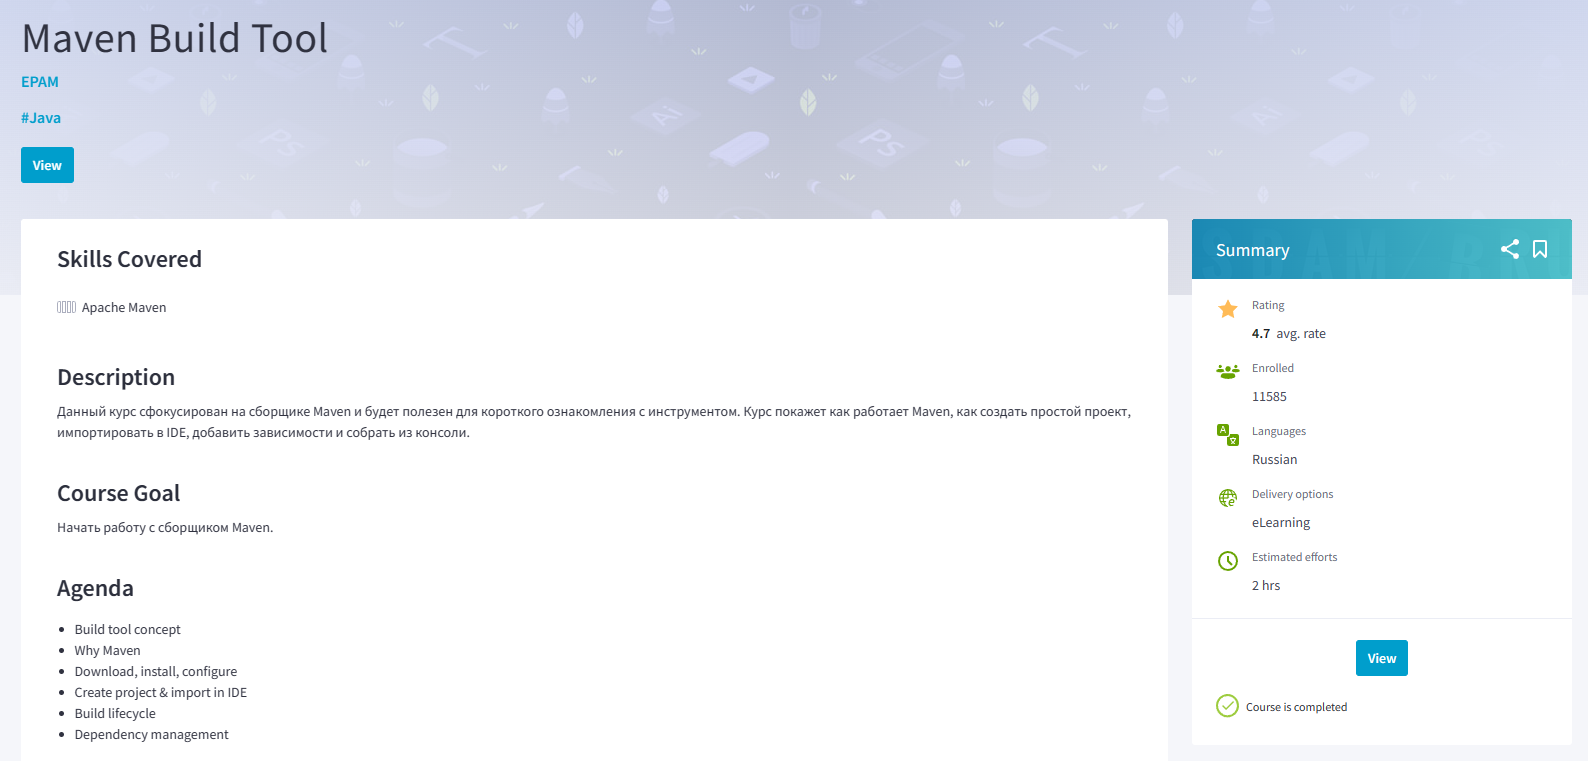 Maven Build Tool
EPAM
#Java
View
Skills Covered
Apache Maven
Description
Данный курс сфокусирован на сборщике Maven и будет полезен для короткого ознакомления с инструментом. Курс покажет как работает Maven, как создать простой проект,
импортировать в IDE, добавить зависимости и собрать из консоли.
Course Goal
Начать работу с сборщиком Maven.
Agenda
Build tool concept
Why Maven
Download, install, configure
Create project & import in IDE
Build lifecycle
Dependency management
Summary
Rating
4.7 avg. rate
Enrolled
11585
Languages
Russian
Delivery options
eLearning
Estimated efforts
2 hrs
View
Course is completed